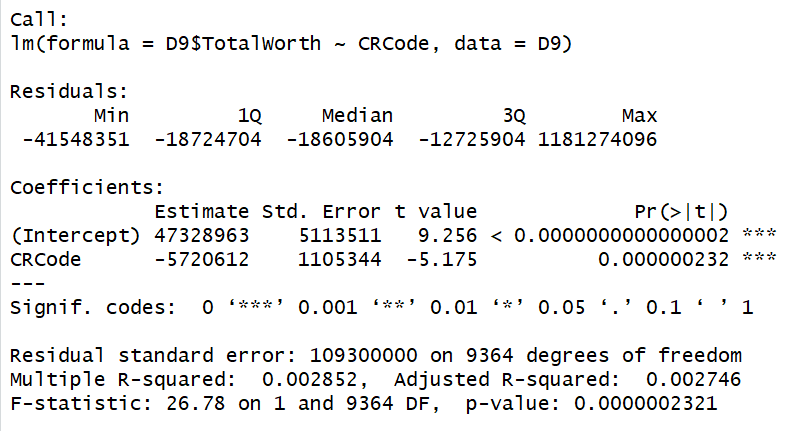 Call:
lm(formula = D9$TotalWorth ~ CRCode, data = D9)
Residuals:
Min 1Q Median 3Q Max
-41548351 -18724704 -18605904 -12725904 1181274096
Coefficients:
Estimate Std. Error t value Pr(>|t|)
(Intercept) 47328963 5113511 9.256 < 0.0000000000000002 ***
CRCode -5720612 1105344 -5.175 0.000000232 ***
---
Signif. codes: 0 ‘***’ 0.001 ‘**’ 0.01 ‘*’ 0.05 ‘.’ 0.1 ‘ ’ 1
Residual standard error: 109300000 on 9364 degrees of freedom
Multiple R-squared: 0.002852, Adjusted R-squared: 0.002746
F-statistic: 26.78 on 1 and 9364 DF, p-value: 0.0000002321